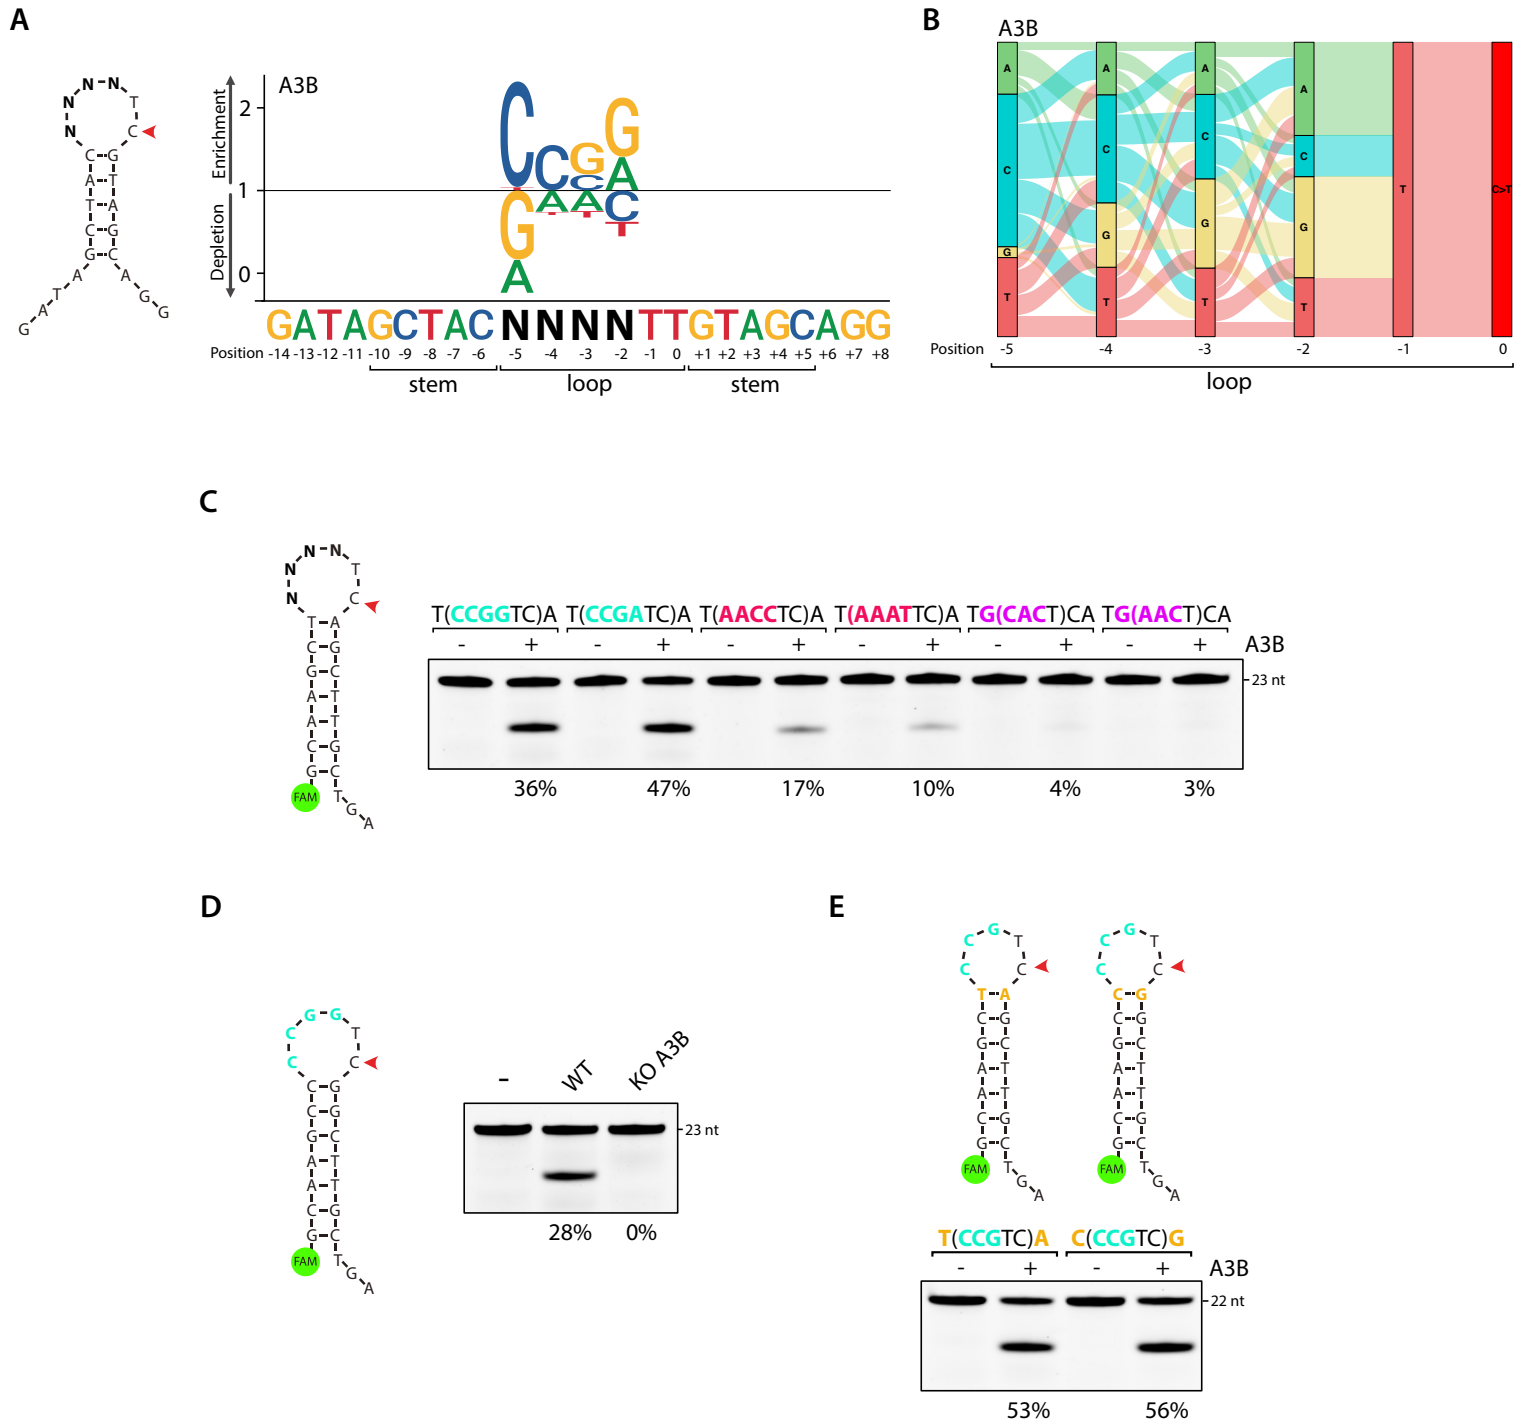 A
B
A3B
A3B
Enrichment
Depletion
2
1
0
N N N N T C
C G
A T
T A
C G
G C
A T A G
A G G
C C G G
G A C A C A T
G A
GATAGCTACNNNNTTGTAGCAGG
Position -14 -13 -12 -11 -10 -9 -8 -7 -6 -5 -4 -3 -2 -1 0 +1 +2 +3 +4 +5 +6 +7 +8
stem loop stem
A A A A
C C C C T C>T
G G G G
T T T T
Position -5 -4 -3 -2 -1 0
loop
C
N N N N T C
T A
C G
G C
A T
A T
C G
G C
FAM T G A
T(CCGGTC)A T(CCGATC)A T(AACCTC)A T(AAATTC)A TG(CACT)CA TG(AACT)CA
- + - + - + - + - + - + A3B
23 nt
36% 47% 17% 10% 4% 3%
D
C C G G T C
C G
C G
G C
A T
A T
C G
G C
FAM T G A
- WT KO A3B
23 nt
28% 0%
E
C C G T C
T A
C G
G C
A T
A T
C G
G C
FAM T G A
C C G T C
C G
C G
G C
A T
A T
C G
G C
FAM T G A
T(CCGTC)A C(CCGTC)G
- + - + A3B
22 nt
53% 56%